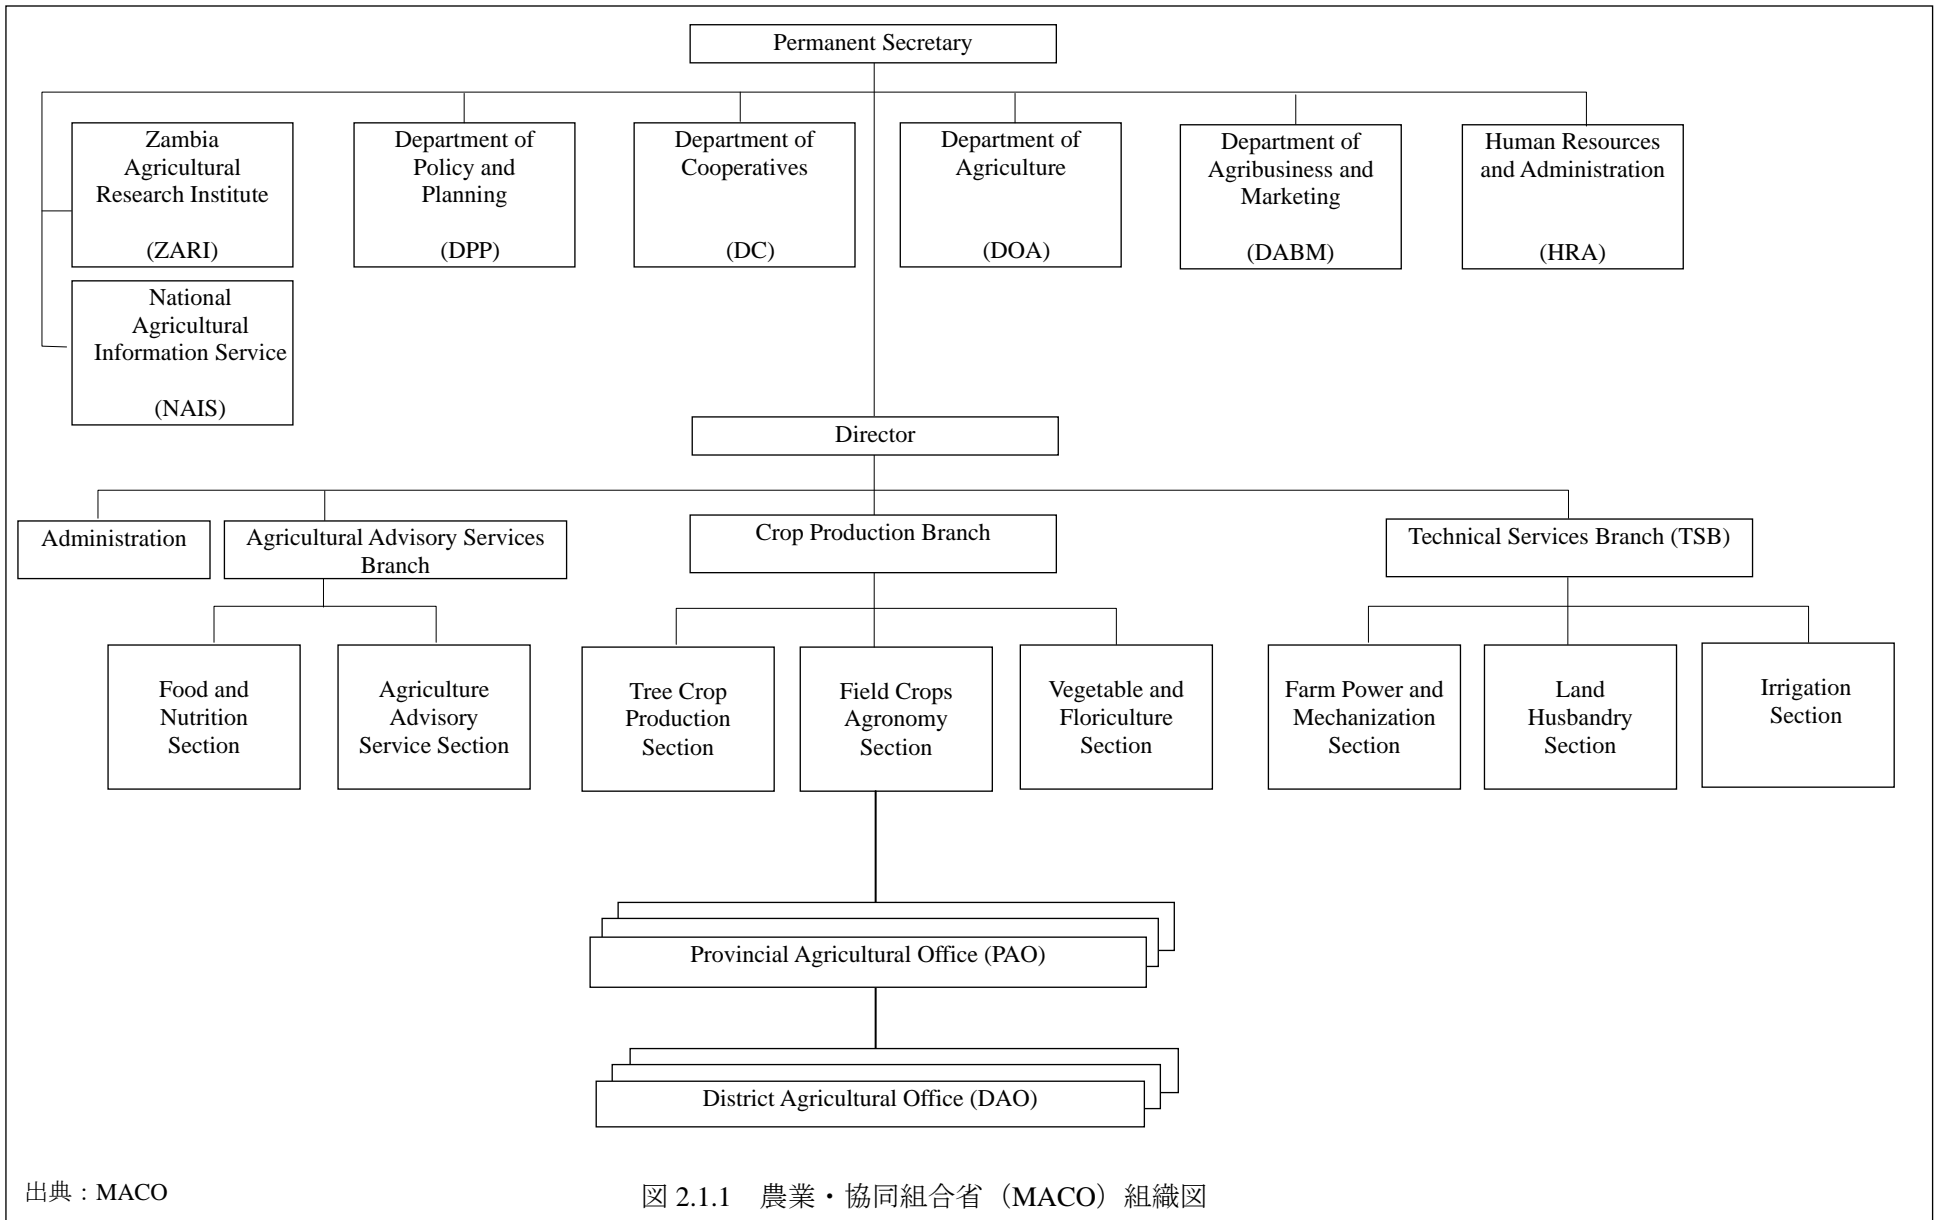 Permanent Secretary
Zambia
Agricultural
Research Institute
(ZARI)
Department of
Policy and
Planning
(DPP)
Department of
Cooperatives
(DC)
Department of
Agriculture
(DOA)
Department of
Agribusiness and
Marketing
(DABM)
Human Resources
and Administration
(HRA)
National
Agricultural
Information Service
(NAIS)
Director
Administration
Agricultural Advisory Services
Branch
Crop Production Branch
Technical Services Branch (TSB)
Food and
Nutrition
Section
Agriculture
Advisory
Service Section
Tree Crop
Production
Section
Field Crops
Agronomy
Section
Vegetable and
Floriculture
Section
Farm Power and
Mechanization
Section
Land
Husbandry
Section
Irrigation
Section
Provincial Agricultural Office (PAO)
District Agricultural Office (DAO)
出典：MACO
図 2.1.1　農業・協同組合省（MACO）組織図